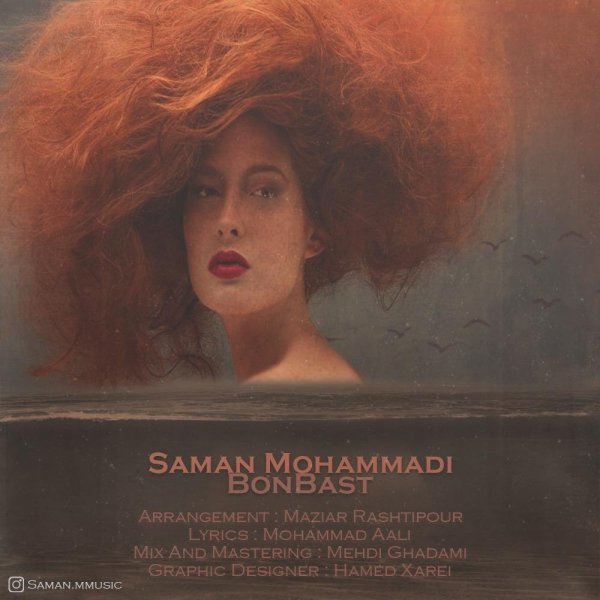 Saman Mohammadi
BonBast
Arrangement : Maziar Rashtipour
Lyrics : Mohammad Aali
Mix And Mastering : Mehdi Ghadami
Graphic Designer : Hamed Xarei
Saman.mmusic